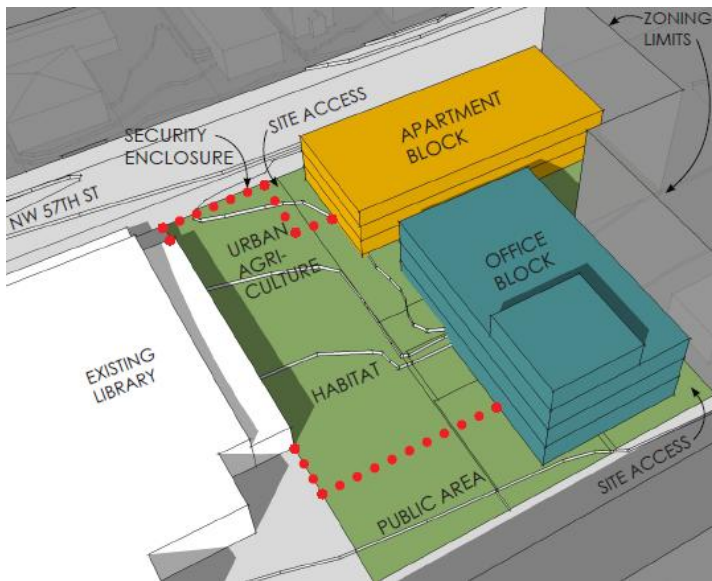 ZONING
LIMITS
SITE ACCESS
SECURITY
ENCLOSURE
APARTMENT
BLOCK
NW 57TH ST
URBAN
AGRI-
CULTURE
OFFICE
BLOCK
EXISTING
LIBRARY
HABITAT
PUBLIC AREA
SITE ACCESS